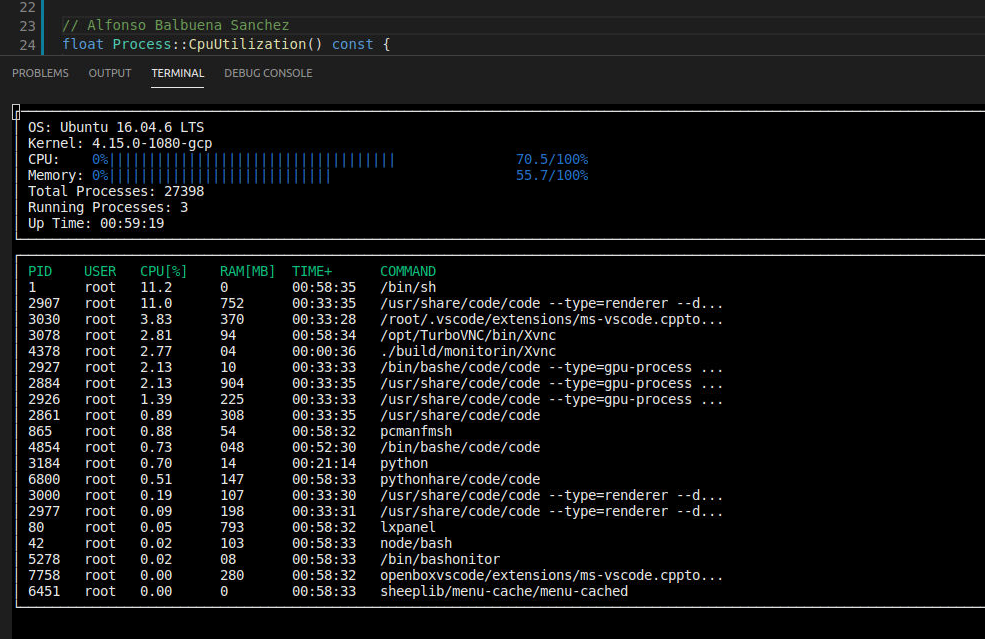 22
23 // Alfonso Balbuena Sanchez
24 float Process::CpuUtilization() const {
PROBLEMS OUTPUT TERMINAL DEBUG CONSOLE
OS: Ubuntu 16.04.6 LTS
Kernel: 4.15.0-1080-gcp
CPU: 0%|||||||||||||||||||||||||||||||||||| 70.5/100%
Memory: 0%|||||||||||||||||||||||||||| 55.7/100%
Total Processes: 27398
Running Processes: 3
Up Time: 00:59:19
PID USER CPU[%] RAM[MB] TIME+ COMMAND
1 root 11.2 0 00:58:35 /bin/sh
2907 root 11.0 752 00:33:35 /usr/share/code/code --type=renderer --d...
3030 root 3.83 370 00:33:28 /root/.vscode/extensions/ms-vscode.cppto...
3078 root 2.81 94 00:58:34 /opt/TurboVNC/bin/Xvnc
4378 root 2.77 04 00:00:36 ./build/monitorin/Xvnc
2927 root 2.13 10 00:33:33 /bin/bashe/code/code --type=gpu-process ...
2884 root 2.13 904 00:33:35 /usr/share/code/code --type=gpu-process ...
2926 root 1.39 225 00:33:33 /usr/share/code/code --type=gpu-process ...
2861 root 0.89 308 00:33:35 /usr/share/code/code
865 root 0.88 54 00:58:32 pcmanfmsh
4854 root 0.73 048 00:52:30 /bin/bashe/code/code
3184 root 0.70 14 00:21:14 python
6800 root 0.51 147 00:58:33 pythonhare/code/code
3000 root 0.19 107 00:33:30 /usr/share/code/code --type=renderer --d...
2977 root 0.09 198 00:33:31 /usr/share/code/code --type=renderer --d...
80 root 0.05 793 00:58:32 lxpanel
42 root 0.02 103 00:58:33 node/bash
5278 root 0.02 08 00:58:33 /bin/bashonitor
7758 root 0.00 280 00:58:32 openboxvscode/extensions/ms-vscode.cppto...
6451 root 0.00 0 00:58:33 sheeplib/menu-cache/menu-cached